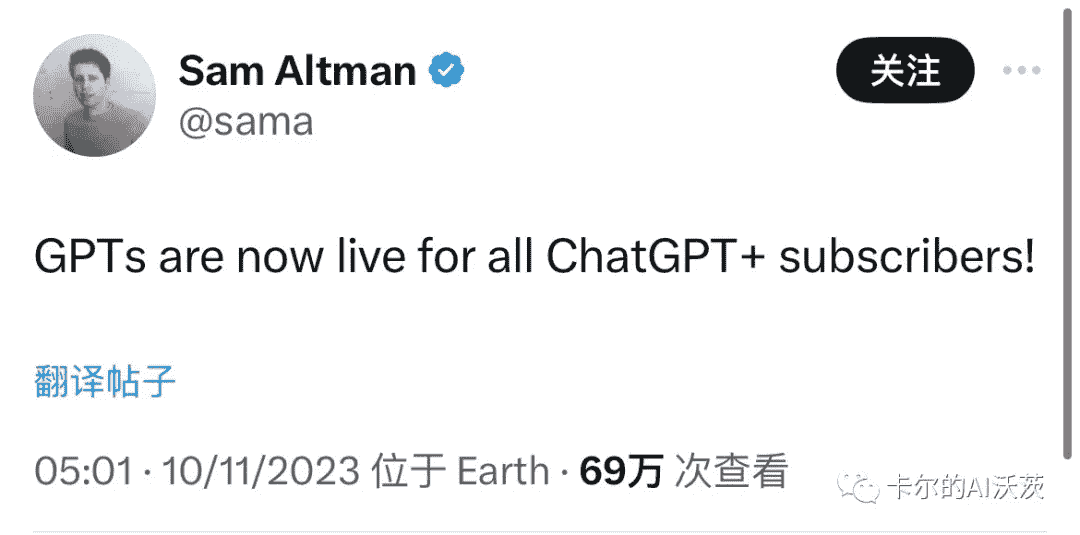 Sam Altman
关注
@sama
GPTs are now live for all ChatGPT+ subscribers!
翻译帖子
05:01 · 10/11/2023 位于 Earth · 69万 次查看
卡尔的AI沃茨